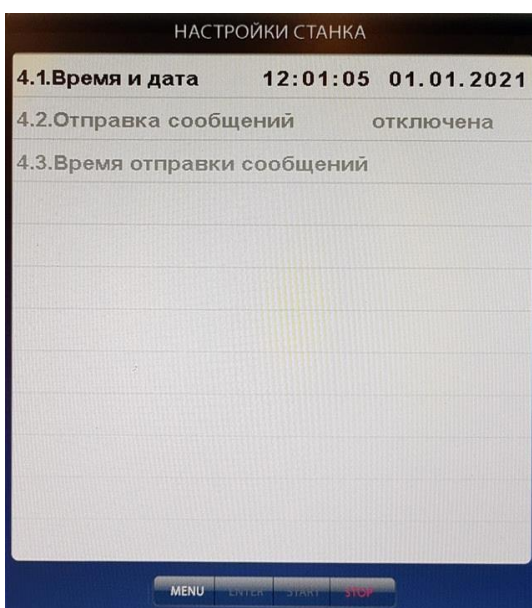 НАСТРОЙКИ СТАНКА
4.1.Время и дата 12:01:05 01.01.2021
4.2.Отправка сообщений отключена
4.3.Время отправки сообщений
MENU ENTER START STOP